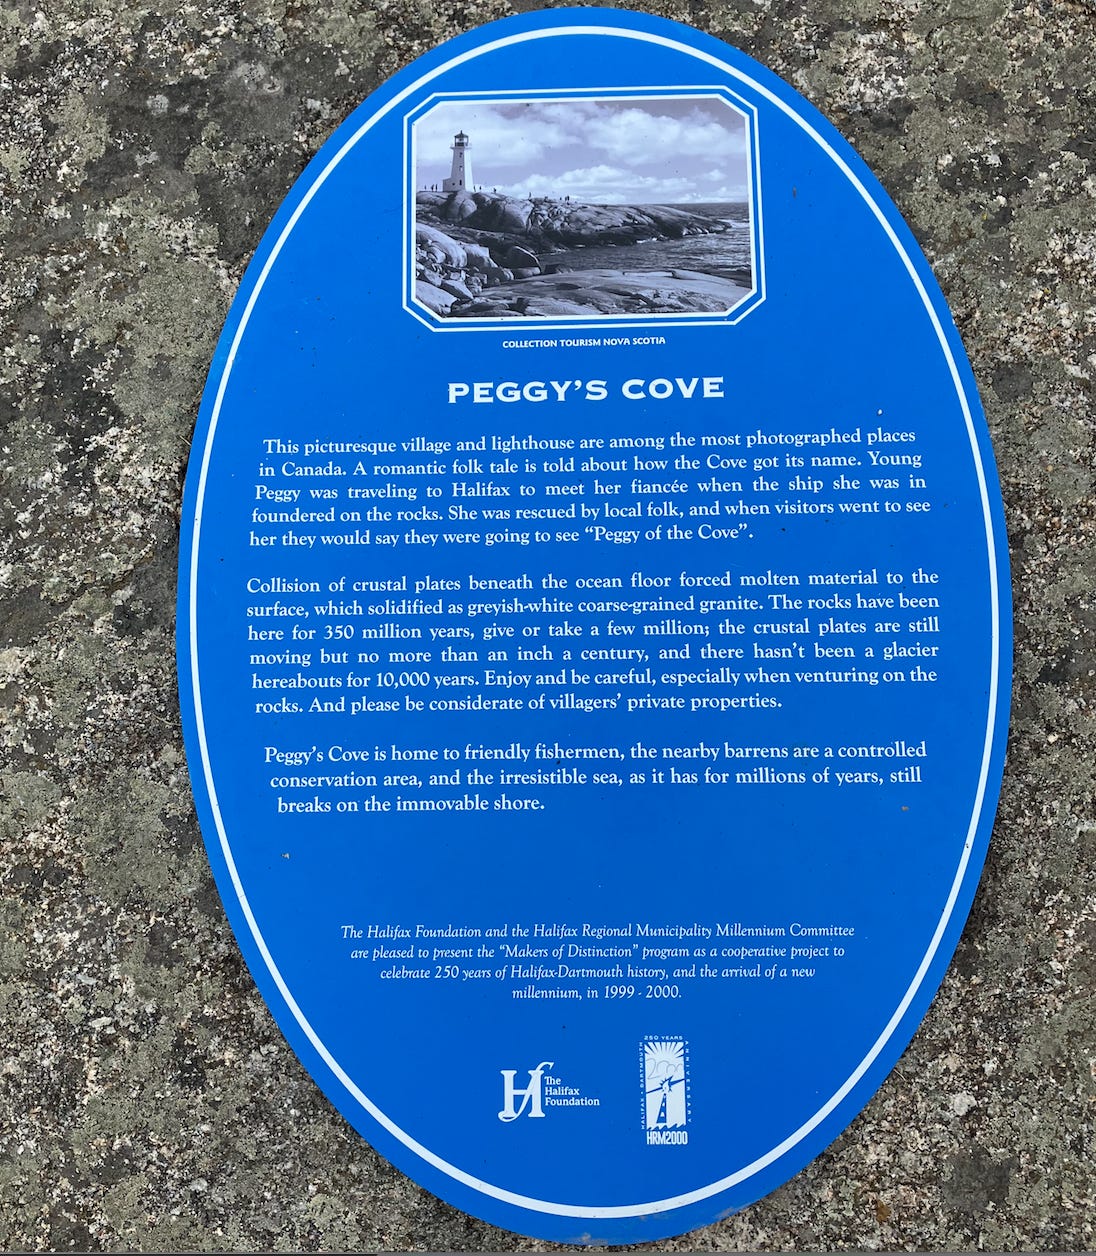 COLLECTION TOURISM NOVA SCOTIA
PEGGY'S COVE
This picturesque village and lighthouse are among the most photographed places
in Canada. A romantic folk tale is told about how the Cove got its name. Young
Peggy was traveling to Halifax to meet her fiancée when the ship she was in
foundered on the rocks. She was rescued by local folk, and when visitors went to see
her they would say they were going to see “Peggy of the Cove”.
Collision of crustal plates beneath the ocean floor forced molten material to the
surface, which solidified as greyish-white coarse-grained granite. The rocks have been
here for 350 million years, give or take a few million; the crustal plates are still
moving but no more than an inch a century, and there hasn't been a glacier
hereabouts for 10,000 years. Enjoy and be careful, especially when venturing on the
rocks. And please be considerate of villagers' private properties.
Peggy's Cove is home to friendly fishermen, the nearby barrens are a controlled
conservation area, and the irresistible sea, as it has for millions of years, still
breaks on the immovable shore.
The Halifax Foundation and the Halifax Regional Municipality Millennium Committee
are pleased to present the “Makers of Distinction” program as a cooperative project to
celebrate 250 years of Halifax-Dartmouth history, and the arrival of a new
millennium, in 1999 - 2000.
H
The
Halifax
Foundation
250 YEARS
HALIFAX • DARTMOUTH
ANNIVERSARY
2000
HRM2000